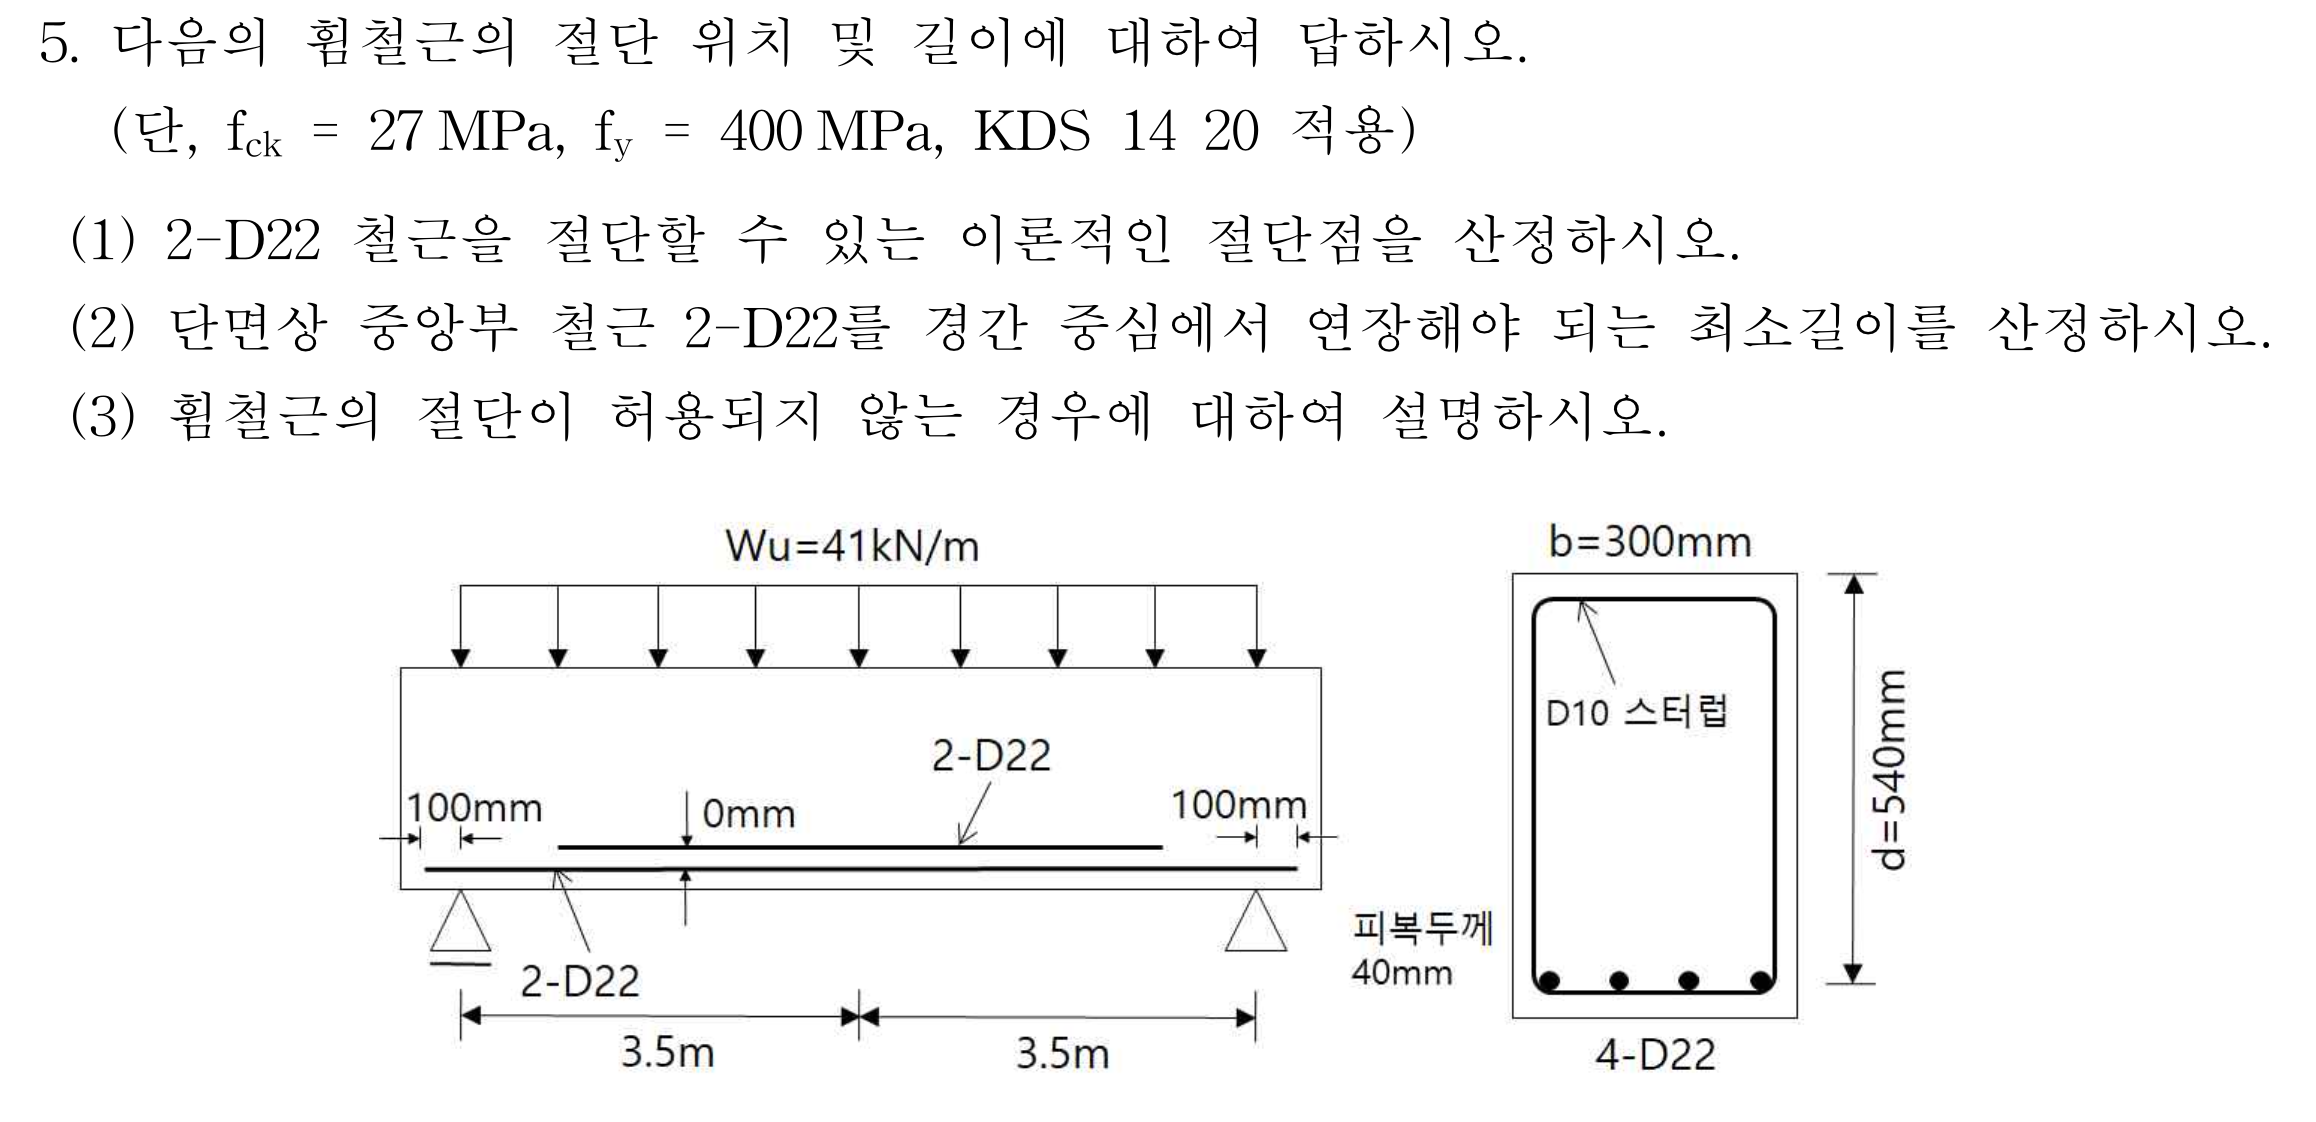 5. 다음의 휨철근의 절단 위치 및 길이에 대하여 답하시오.
(단, fck = 27 MPa, fy = 400 MPa, KDS 14 20 적용)
(1) 2-D22 철근을 절단할 수 있는 이론적인 절단점을 산정하시오.
(2) 단면상 중앙부 철근 2-D22를 경간 중심에서 연장해야 되는 최소길이를 산정하시오.
(3) 휨철근의 절단이 허용되지 않는 경우에 대하여 설명하시오.
Wu=41kN/m
b=300mm
D10 스터럽
d=540mm
2-D22
100mm
0mm
100mm
피복두께
40mm
2-D22
3.5m
3.5m
4-D22